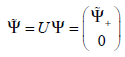 Ψ̃ = UΨ = ( Ψ̃₊
0 )